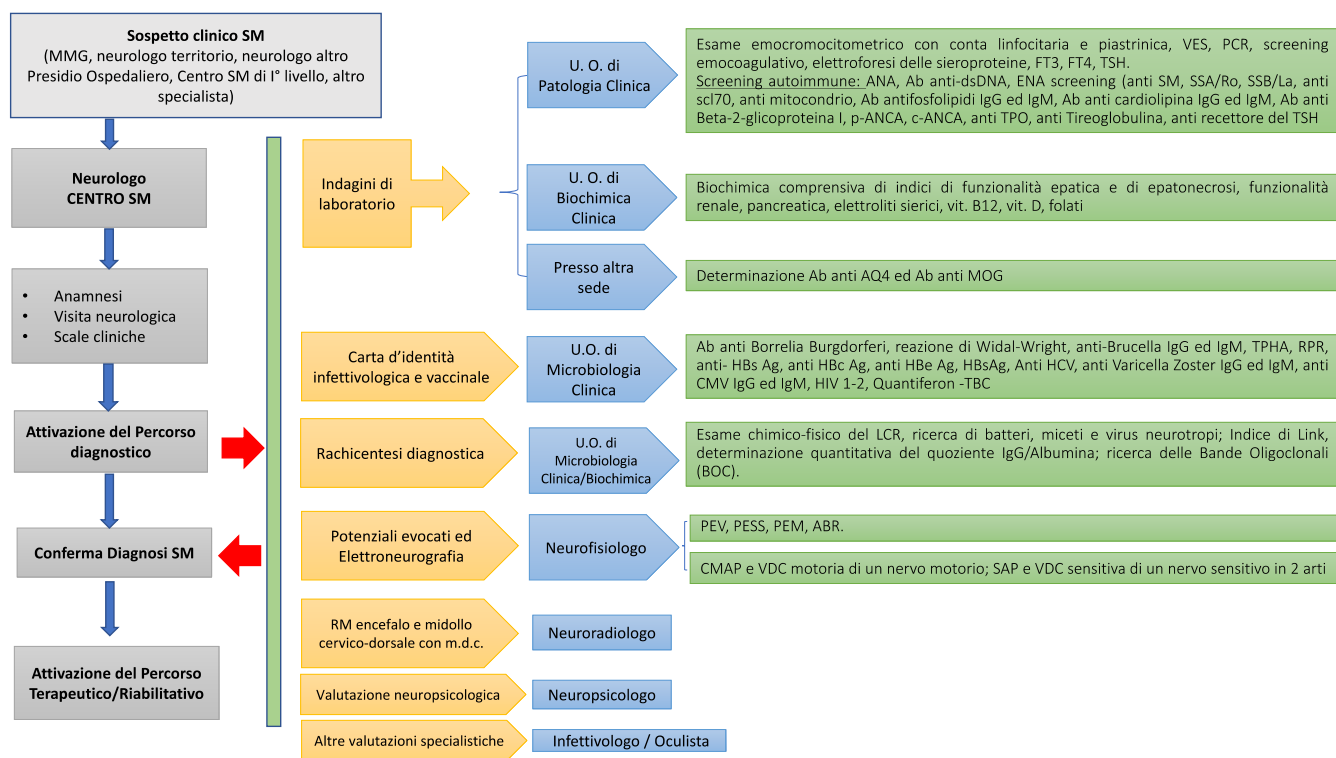 Sospetto clinico SM
(MMG, neurologo territorio, neurologo altro
Presidio Ospedaliero, Centro SM di I° livello, altro
specialista)
Neurologo
CENTRO SM
• Anamnesi
• Visita neurologica
• Scale cliniche
Attivazione del Percorso
diagnostico
Conferma Diagnosi SM
Attivazione del Percorso
Terapeutico/Riabilitativo
Indagini di
laboratorio
U. O. di
Patologia Clinica
Esame emocromocitometrico con conta linfocitaria e piastrinica, VES, PCR, screening
emocoagulativo, elettroforesi delle sieroproteine, FT3, FT4, TSH.
Screening autoimmune: ANA, Ab anti-dsDNA, ENA screening (anti SM, SSA/Ro, SSB/La, anti
scl70, anti mitocondrio, Ab antifosfolipidi IgG ed IgM, Ab anti cardiolipina IgG ed IgM, Ab anti
Beta-2-glicoproteina I, p-ANCA, c-ANCA, anti TPO, anti Tireoglobulina, anti recettore del TSH
U. O. di
Biochimica
Clinica
Biochimica comprensiva di indici di funzionalità epatica e di epatonecrosi, funzionalità
renale, pancreatica, elettroliti sierici, vit. B12, vit. D, folati
Presso altra
sede
Determinazione Ab anti AQ4 ed Ab anti MOG
Carta d'identità
infettivologica e vaccinale
U.O. di
Microbiologia
Clinica
Ab anti Borrelia Burgdorferi, reazione di Widal-Wright, anti-Brucella IgG ed IgM, TPHA, RPR,
anti- HBs Ag, anti HBc Ag, anti HBe Ag, HBsAg, Anti HCV, anti Varicella Zoster IgG ed IgM, anti
CMV IgG ed IgM, HIV 1-2, Quantiferon -TBC
Rachicentesi diagnostica
U.O. di
Microbiologia
Clinica/Biochimica
Esame chimico-fisico del LCR, ricerca di batteri, miceti e virus neurotropi; Indice di Link,
determinazione quantitativa del quoziente IgG/Albumina; ricerca delle Bande Oligoclonali
(BOC).
Potenziali evocati ed
Elettroneurografia
Neurofisiologo
PEV, PESS, PEM, ABR.
CMAP e VDC motoria di un nervo motorio; SAP e VDC sensitiva di un nervo sensitivo in 2 arti
RM encefalo e midollo
cervico-dorsale con m.d.c.
Neuroradiologo
Valutazione neuropsicologica
Neuropsicologo
Altre valutazioni specialistiche
Infettivologo / Oculista